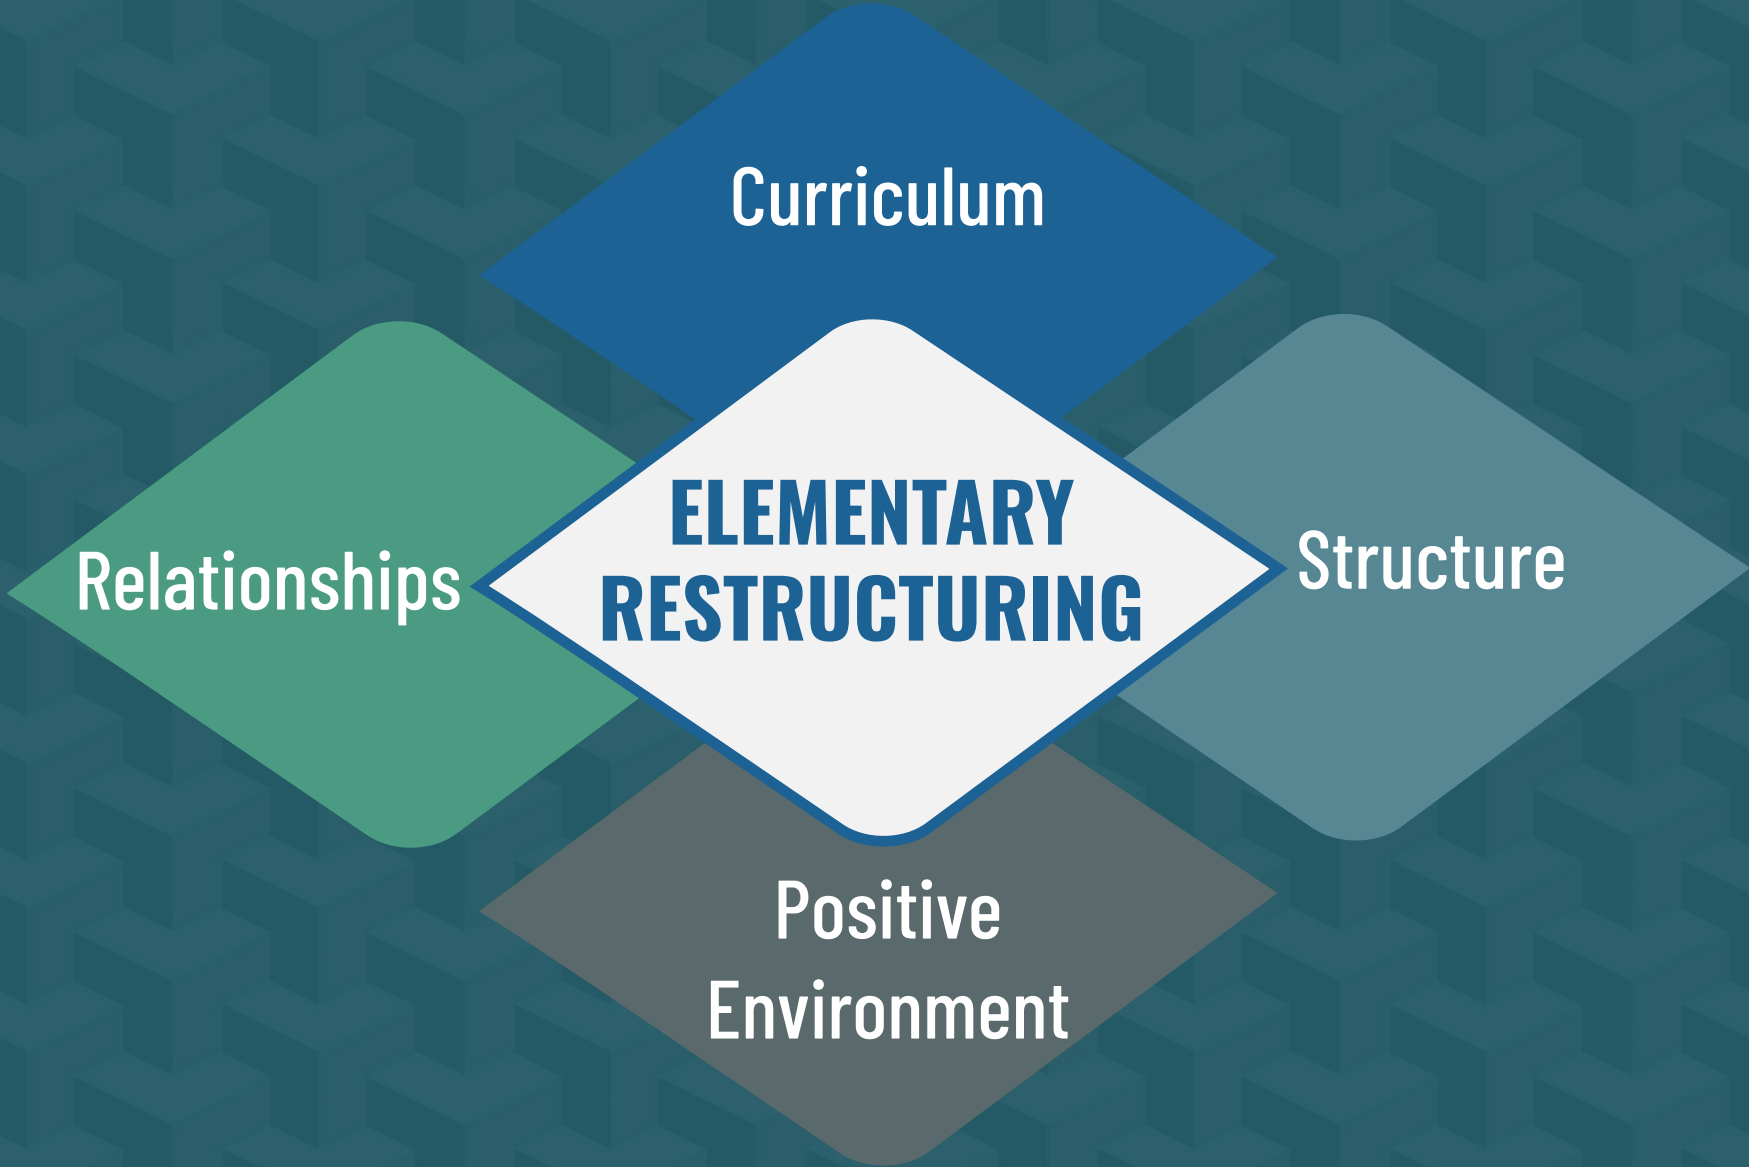 Curriculum
ELEMENTARY
RESTRUCTURING
Relationships
Structure
Positive
Environment